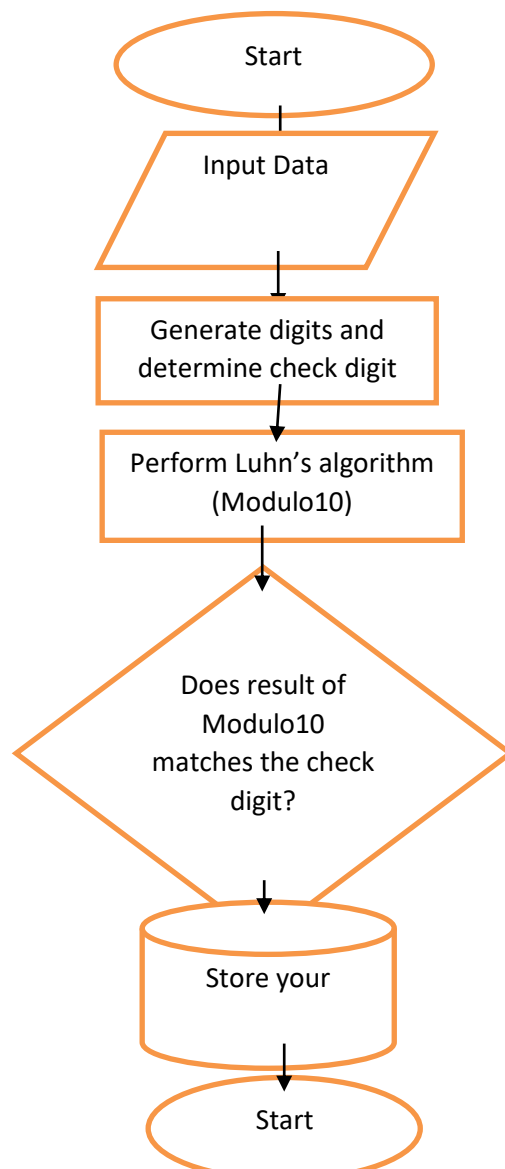 Start
Input Data
Generate digits and
determine check digit
Perform Luhn’s algorithm
(Modulo10)
Does result of
Modulo10
matches the check
digit?
Store your
Start